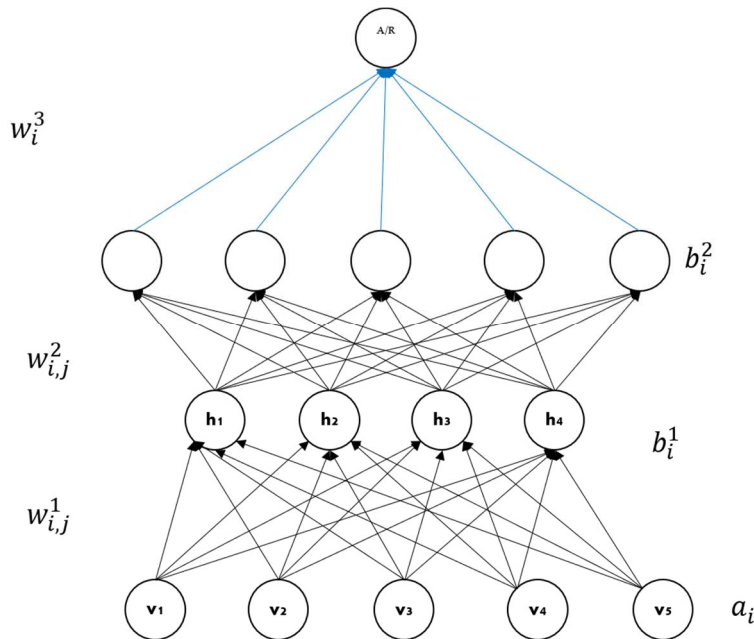 A/R
w_i^3
b_i^2
w_{i,j}^2
h1 h2 h3 h4
b_i^1
w_{i,j}^1
v1 v2 v3 v4 v5
a_i